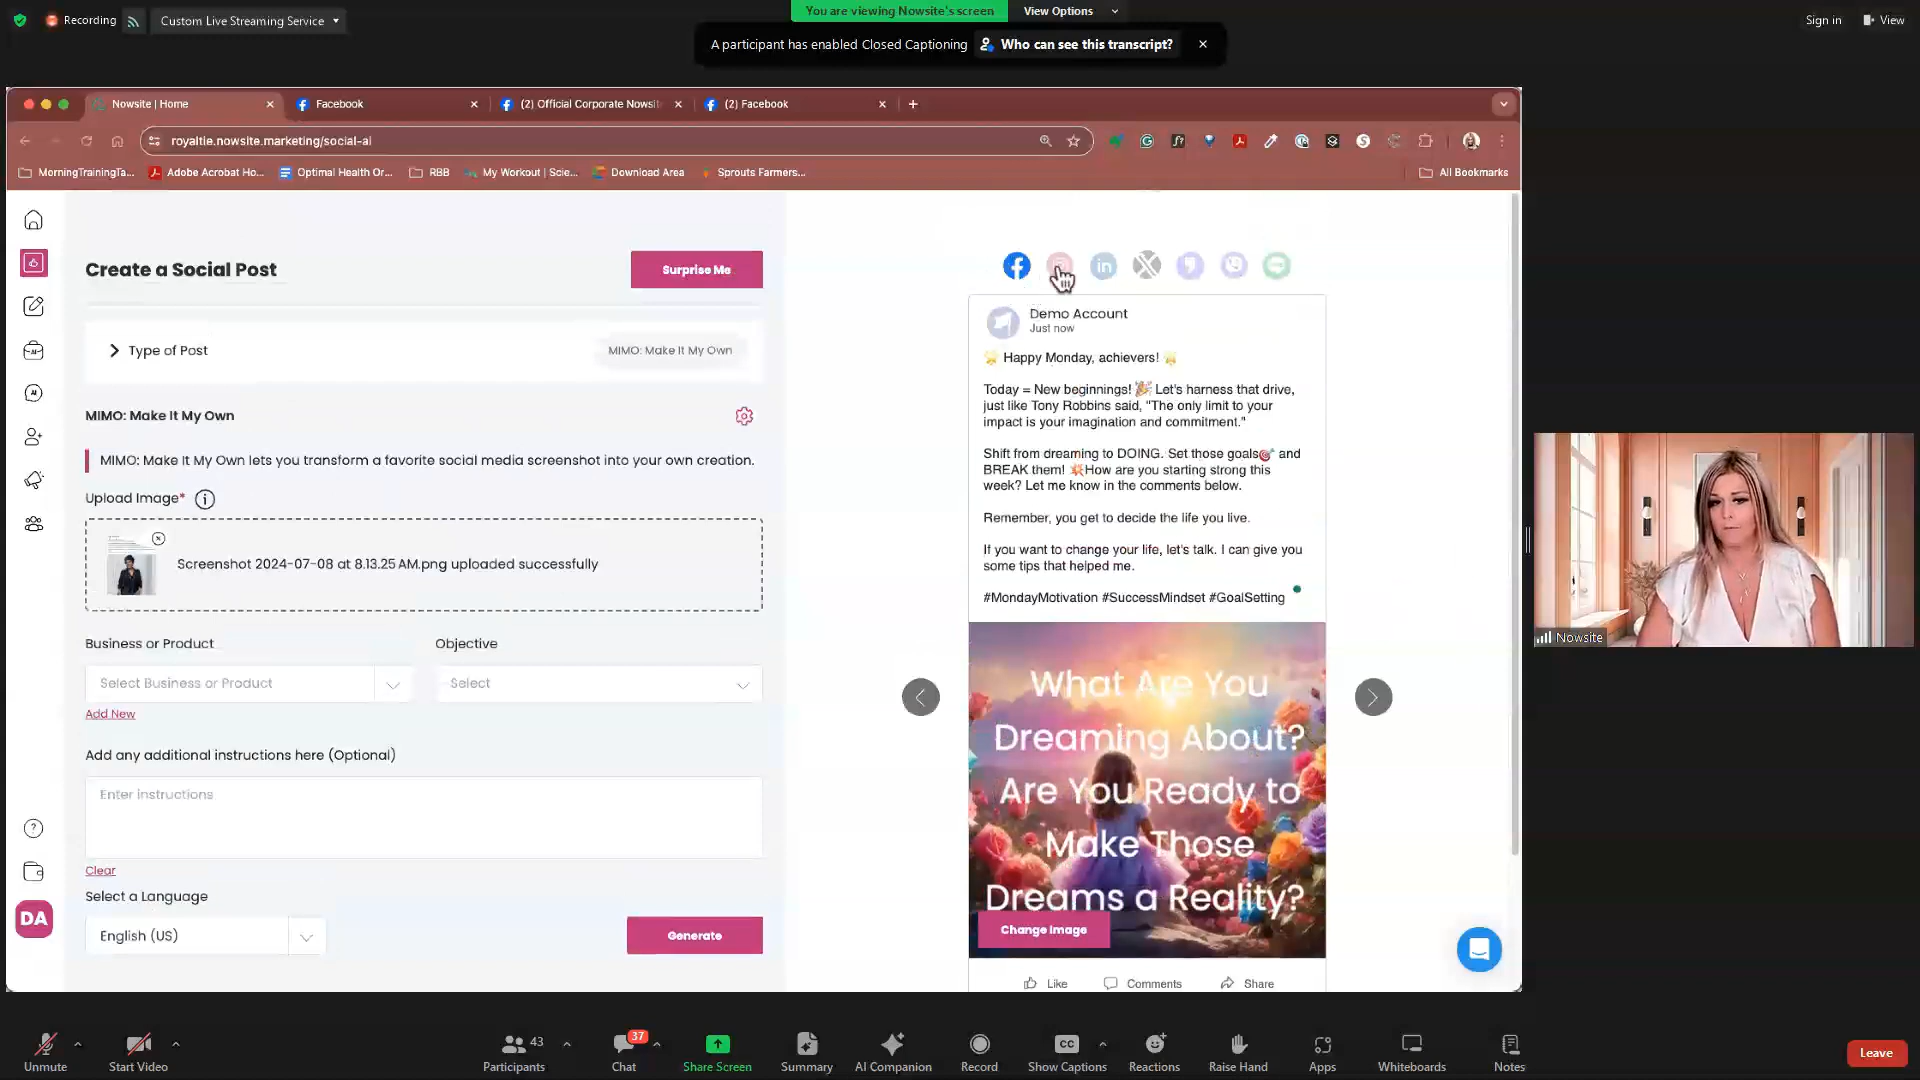 Recording
Custom Live Streaming Service
You are viewing Nowsite's screen
View Options
Sign in
View
A participant has enabled Closed Captioning
Who can see this transcript?
Nowsite | Home
Facebook
(2) Official Corporate Nowsit
(2) Facebook
royaltie.nowsite.marketing/social-ai
MorningTrainingTa...
Adobe Acrobat Ho...
Optimal Health Or...
RBB
My Workout | Scie...
Download Area
Sprouts Farmers...
All Bookmarks
Create a Social Post
Surprise Me
Type of Post
MIMO: Make It My Own
MIMO: Make It My Own
MIMO: Make It My Own lets you transform a favorite social media screenshot into your own creation.
Upload Image*
Screenshot 2024-07-08 at 8.13.25 AM.png uploaded successfully
Business or Product
Objective
Select Business or Product
Select
Add New
Add any additional instructions here (Optional)
Enter instructions
Clear
Select a Language
English (US)
Generate
DA
Demo Account
Just now
🌟 Happy Monday, achievers! 🌟
Today = New beginnings! 🎉 Let's harness that drive,
just like Tony Robbins said, "The only limit to your
impact is your imagination and commitment."
Shift from dreaming to DOING. Set those goals🎯 and
BREAK them! 💥How are you starting strong this
week? Let me know in the comments below.
Remember, you get to decide the life you live.
If you want to change your life, let's talk. I can give you
some tips that helped me.
#MondayMotivation #SuccessMindset #GoalSetting
What Are You
Dreaming About?
Are You Ready to
Make Those
Dreams a Reality?
Change Image
Like
Comments
Share
Nowsite
Unmute
Start Video
43
Participants
37
Chat
Share Screen
Summary
AI Companion
Record
CC
Show Captions
Reactions
Raise Hand
Apps
Whiteboards
Notes
Leave